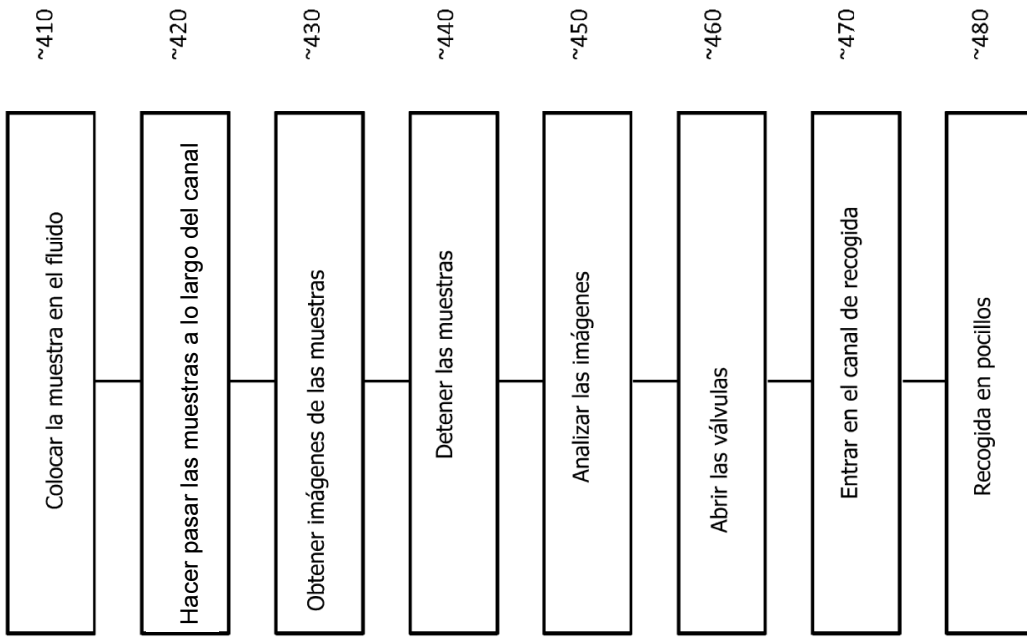 Colocar la muestra en el fluido
~410
Hacer pasar las muestras a lo largo del canal
~420
Obtener imágenes de las muestras
~430
Detener las muestras
~440
Analizar las imágenes
~450
Abrir las válvulas
~460
Entrar en el canal de recogida
~470
Recogida en pocillos
~480